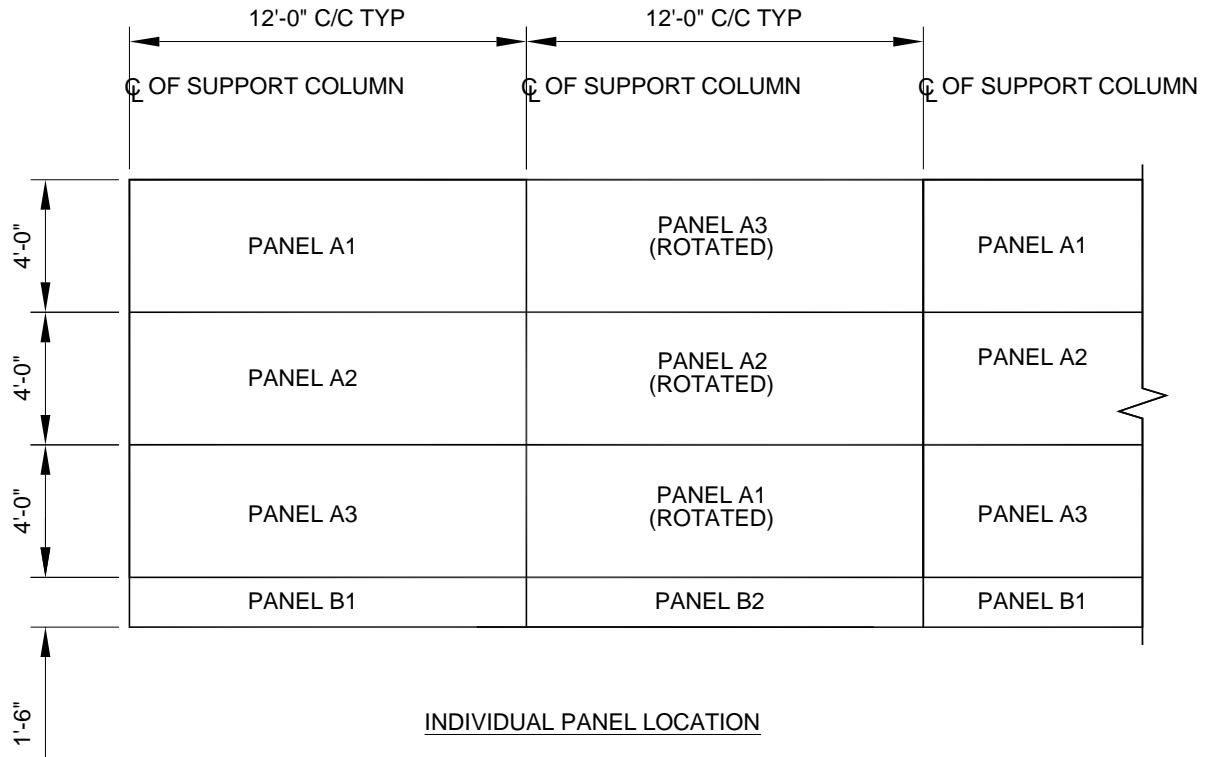 12'-0" C/C TYP
12'-0" C/C TYP
℄ OF SUPPORT COLUMN
℄ OF SUPPORT COLUMN
℄ OF SUPPORT COLUMN
4'-0"
PANEL A1
PANEL A3
(ROTATED)
PANEL A1
4'-0"
PANEL A2
PANEL A2
(ROTATED)
PANEL A2
4'-0"
PANEL A3
PANEL A1
(ROTATED)
PANEL A3
PANEL B1
PANEL B2
PANEL B1
1'-6"
INDIVIDUAL PANEL LOCATION